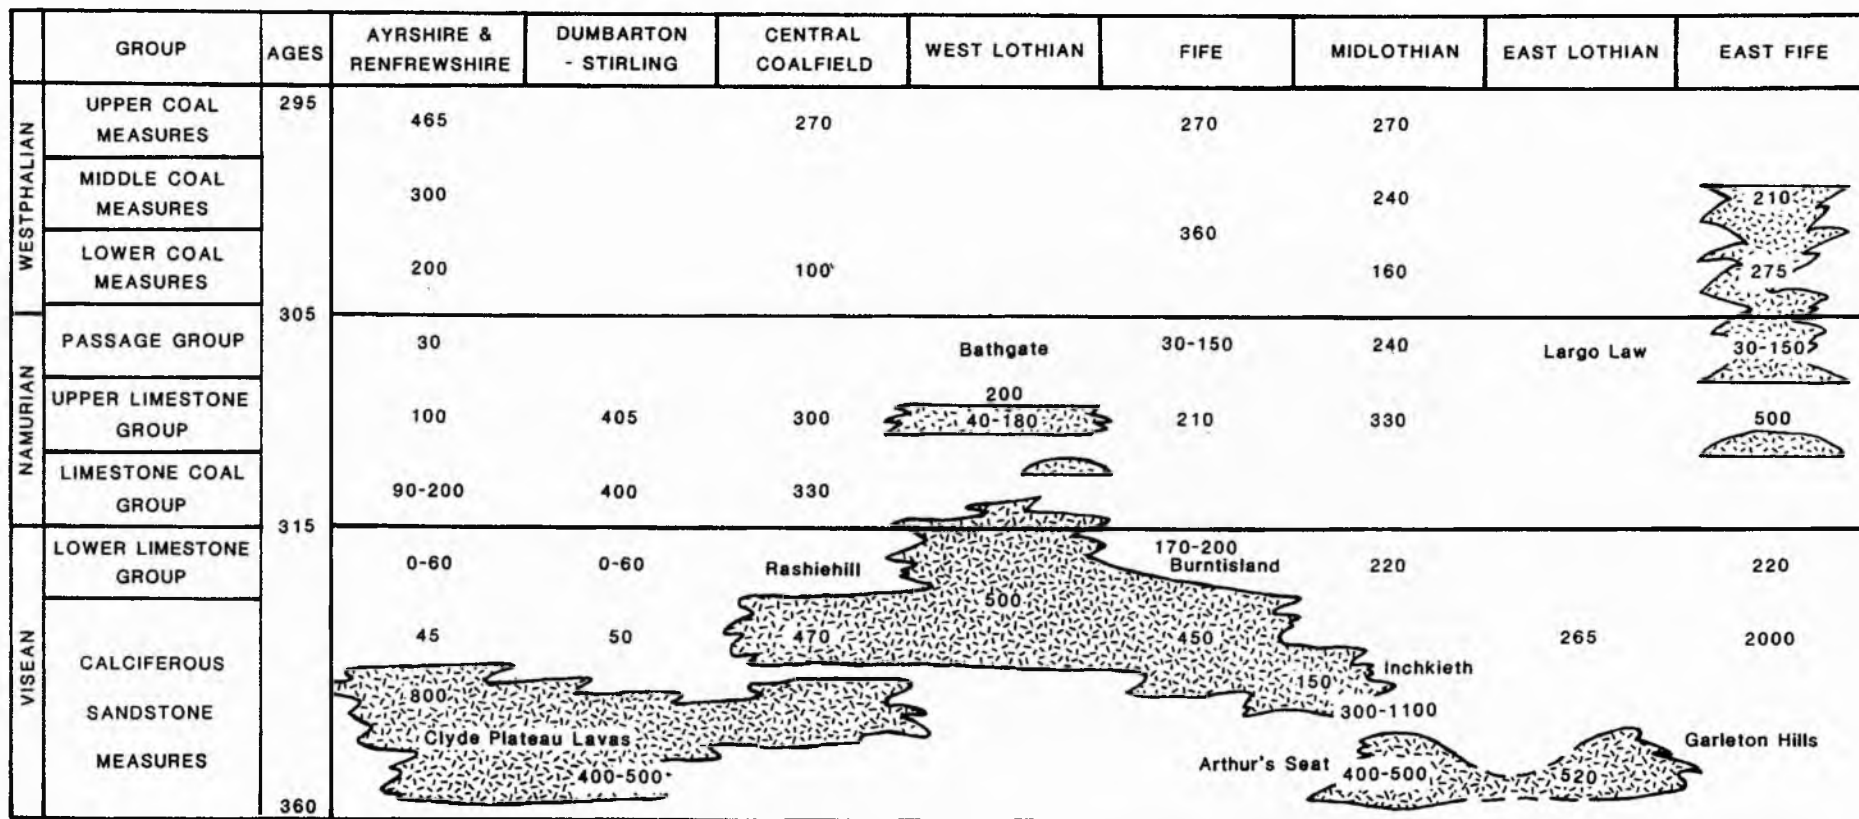 GROUP
AGES
AYRSHIRE &
RENFREWSHIRE
DUMBARTON
- STIRLING
CENTRAL
COALFIELD
WEST LOTHIAN
FIFE
MIDLOTHIAN
EAST LOTHIAN
EAST FIFE
WESTPHALIAN
UPPER COAL
MEASURES
295
465
270
270
270
MIDDLE COAL
MEASURES
300
240
210
360
LOWER COAL
MEASURES
200
100
160
275
305
NAMURIAN
PASSAGE GROUP
30
Bathgate
30-150
240
Largo Law
30-150
UPPER LIMESTONE
GROUP
100
405
300
200
40-180
210
330
500
LIMESTONE COAL
GROUP
90-200
400
330
315
VISEAN
LOWER LIMESTONE
GROUP
0-60
0-60
Rashiehill
170-200
Burntisland
220
220
500
CALCIFEROUS
SANDSTONE
MEASURES
45
50
470
450
265
2000
800
150
Inchkieth
300-1100
Clyde Plateau Lavas
400-500
Arthur's Seat
400-500
520
Garleton Hills
360